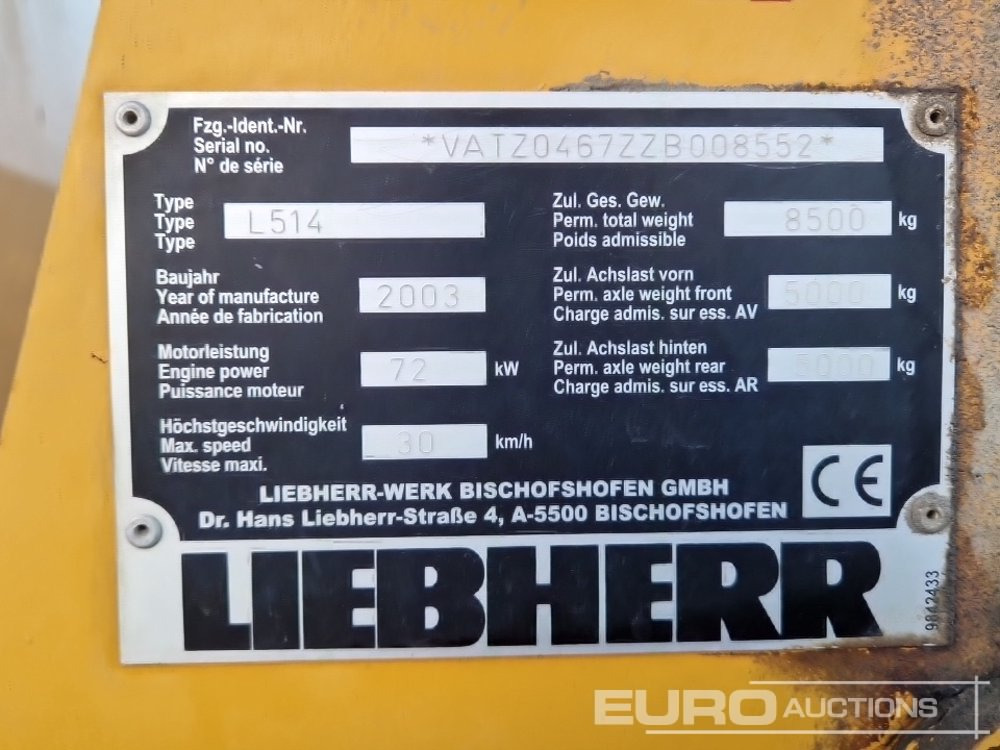 Fzg.-Ident.-Nr.
Serial no.
N° de série
*VATZ0467ZZB008552*
Type
Type
Type
L514
Baujahr
Year of manufacture
Année de fabrication
2003
Motorleistung
Engine power
Puissance moteur
72 kW
Höchstgeschwindigkeit
Max. speed
Vitesse maxi.
30 km/h
Zul. Ges. Gew.
Perm. total weight
Poids admissible
8500 kg
Zul. Achslast vorn
Perm. axle weight front
Charge admis. sur ess. AV
5000 kg
Zul. Achslast hinten
Perm. axle weight rear
Charge admis. sur ess. AR
5000 kg
CE
LIEBHERR-WERK BISCHOFSHOFEN GMBH
Dr. Hans Liebherr-Straße 4, A-5500 BISCHOFSHOFEN
LIEBHERR
9842433
EURO AUCTIONS